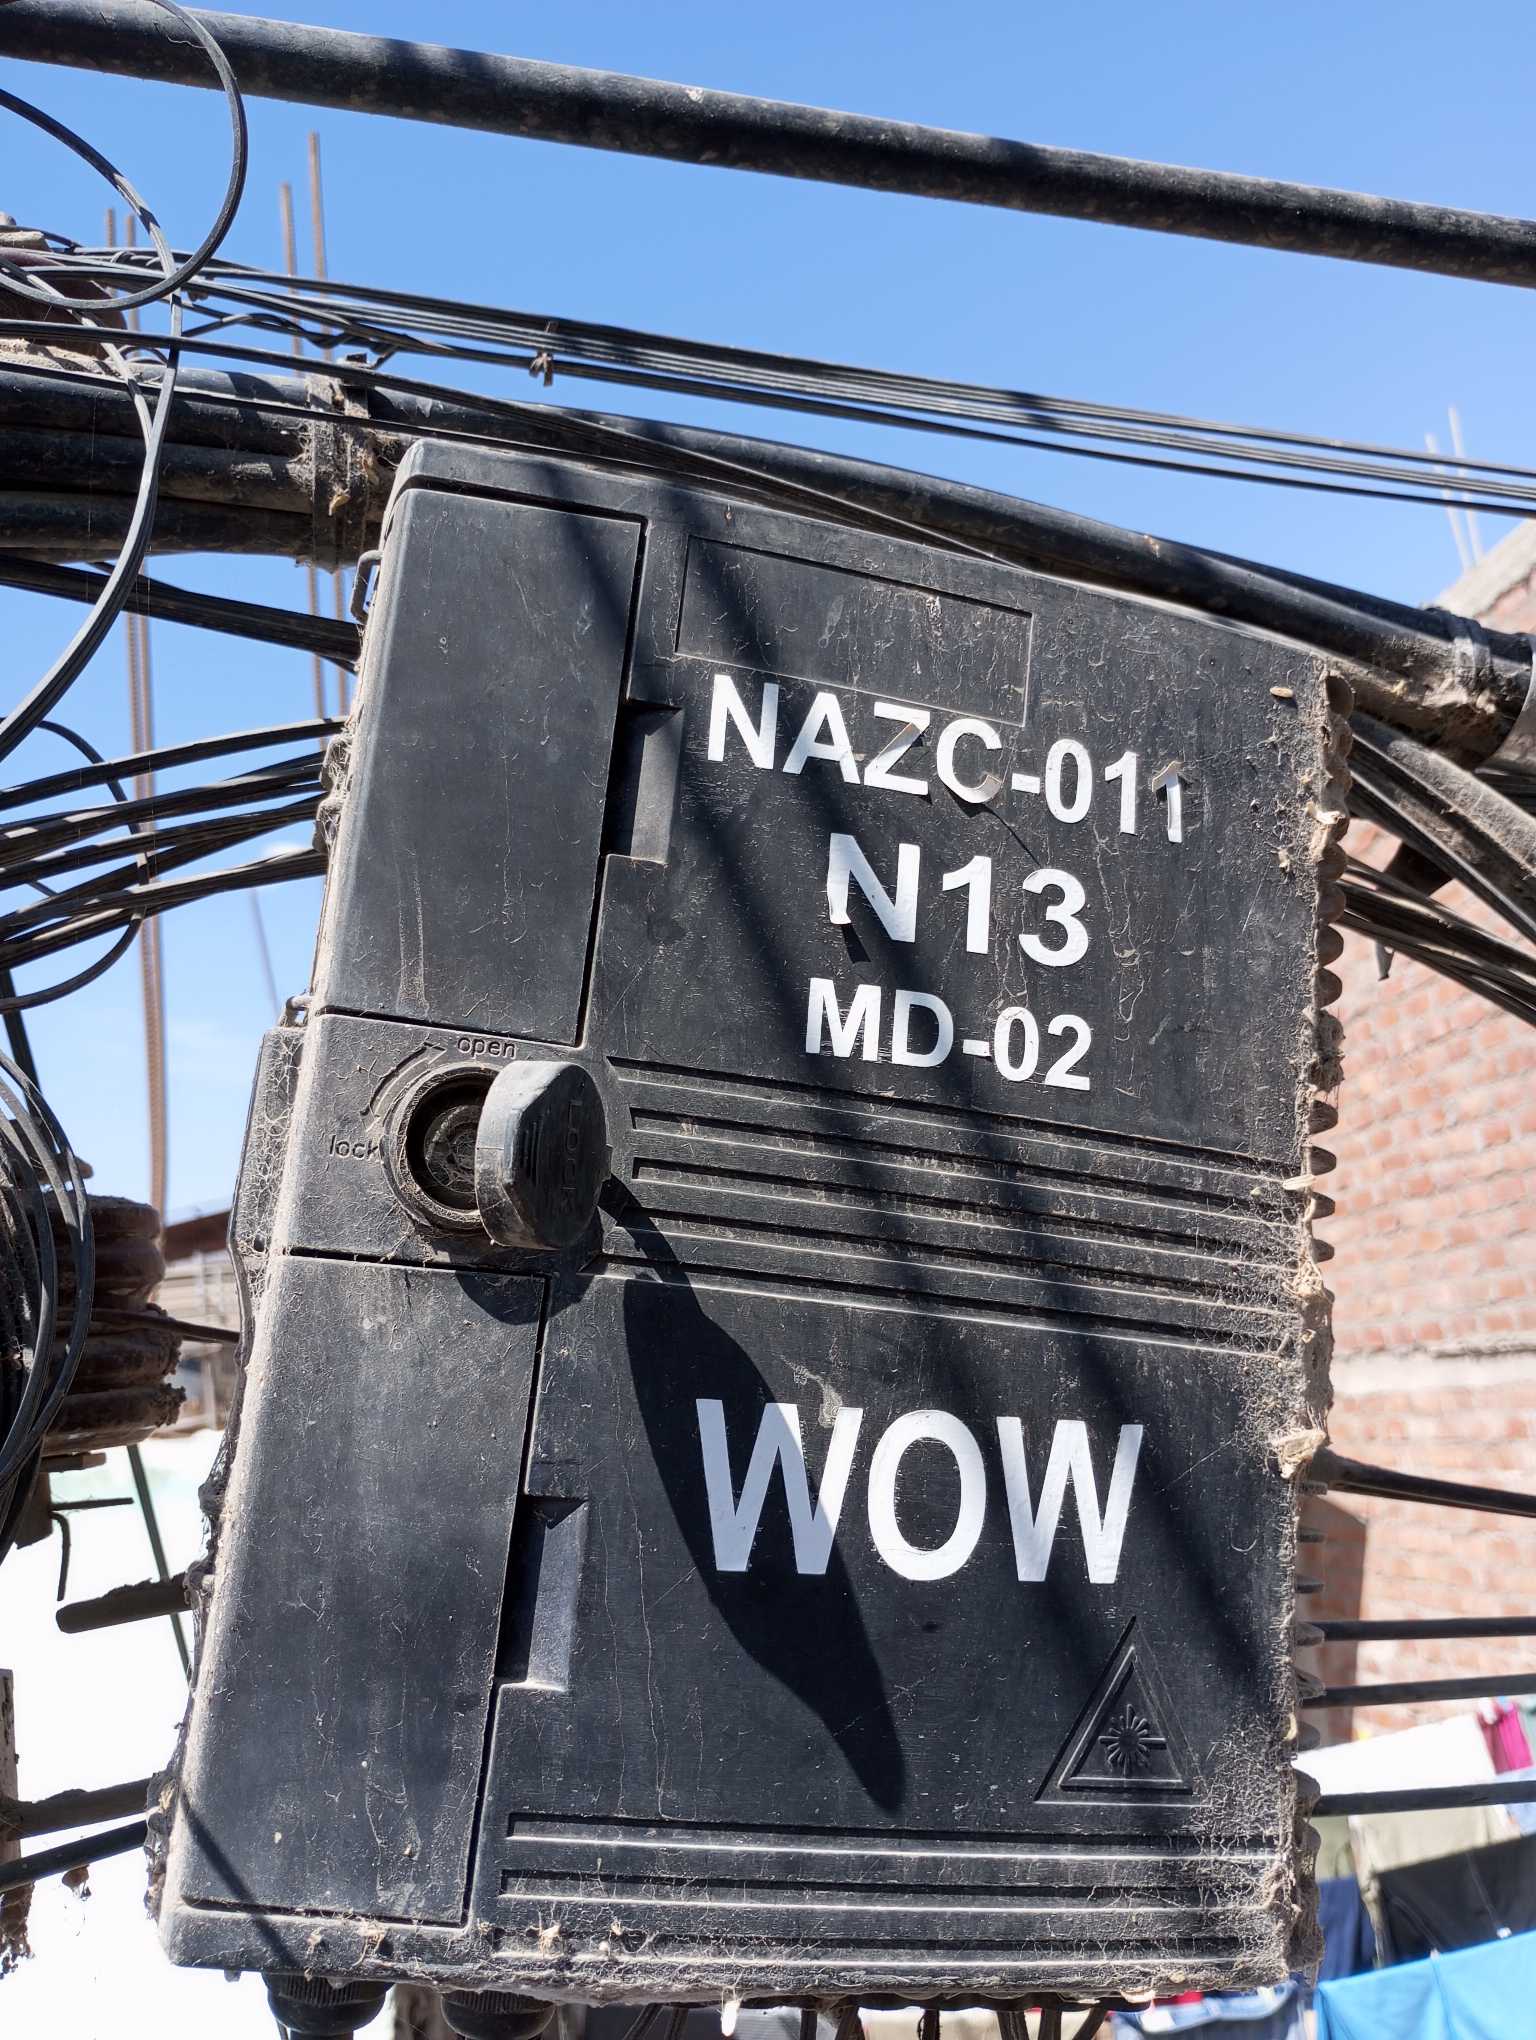 NAZC-011
N13
MD-02
open
lock
LOCK
WOW